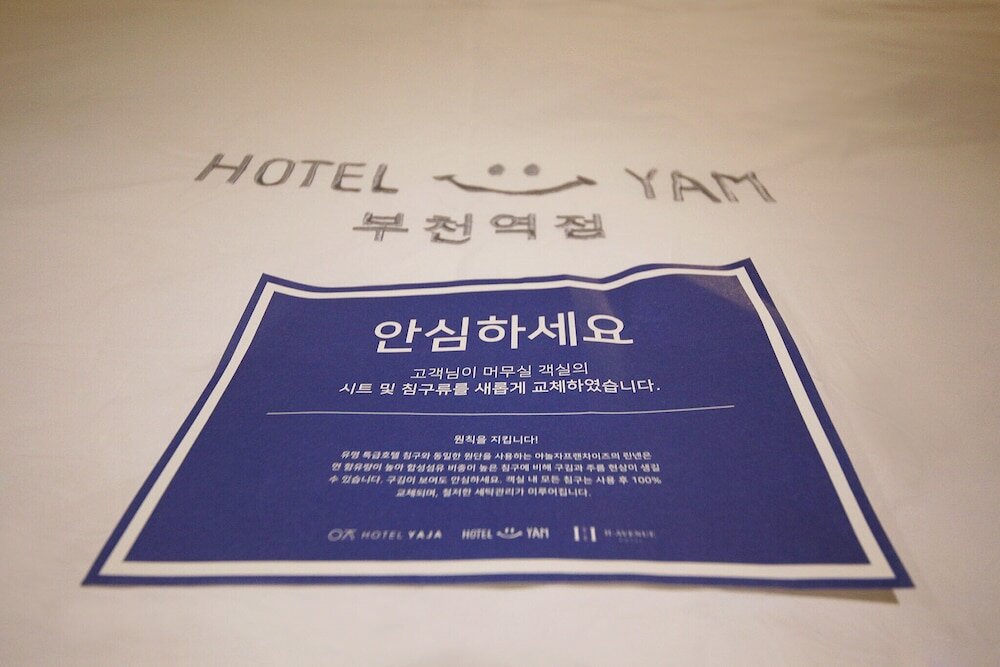 HOTEL YAM
부천역점
안심하세요
고객님이 머무실 객실의
시트 및 침구류를 새롭게 교체하였습니다.
원칙을 지킵니다!
유명 특급호텔 침구와 동일한 원단을 사용하는 야놀자프랜차이즈의 린넨은
면 함유량이 높아 합성섬유 비중이 높은 침구에 비해 구김과 주름 현상이 생길
수 있습니다. 구김이 보여도 안심하세요. 객실 내 모든 침구는 사용 후 100%
교체되며, 철저한 세탁관리가 이루어집니다.
HOTEL YAJA HOTEL YAM H-AVENUE